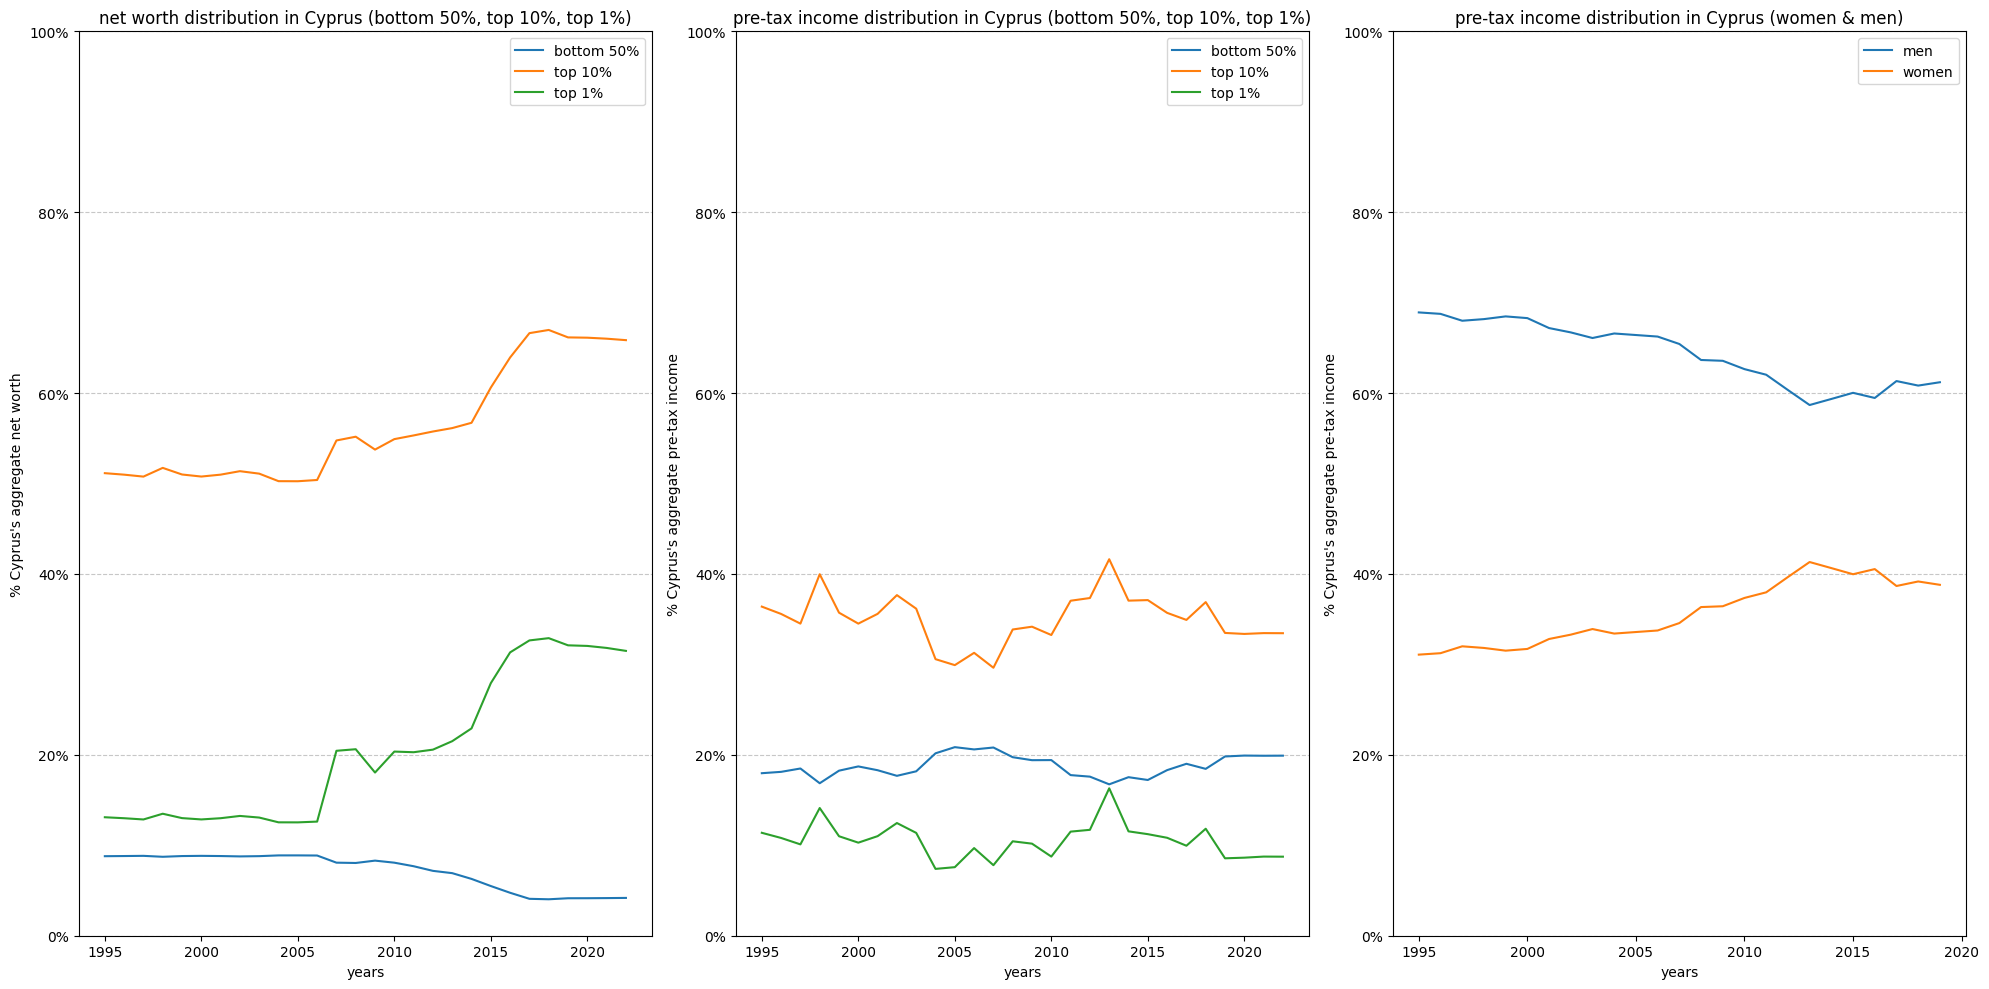 net worth distribution in Cyprus (bottom 50%, top 10%, top 1%)
100%
80%
60%
40%
20%
0%
% Cyprus's aggregate net worth
bottom 50%
top 10%
top 1%
1995
2000
2005
2010
2015
2020
years
pre-tax income distribution in Cyprus (bottom 50%, top 10%, top 1%)
100%
80%
60%
40%
20%
0%
% Cyprus's aggregate pre-tax income
bottom 50%
top 10%
top 1%
1995
2000
2005
2010
2015
2020
years
pre-tax income distribution in Cyprus (women & men)
100%
80%
60%
40%
20%
0%
% Cyprus's aggregate pre-tax income
men
women
1995
2000
2005
2010
2015
2020
years